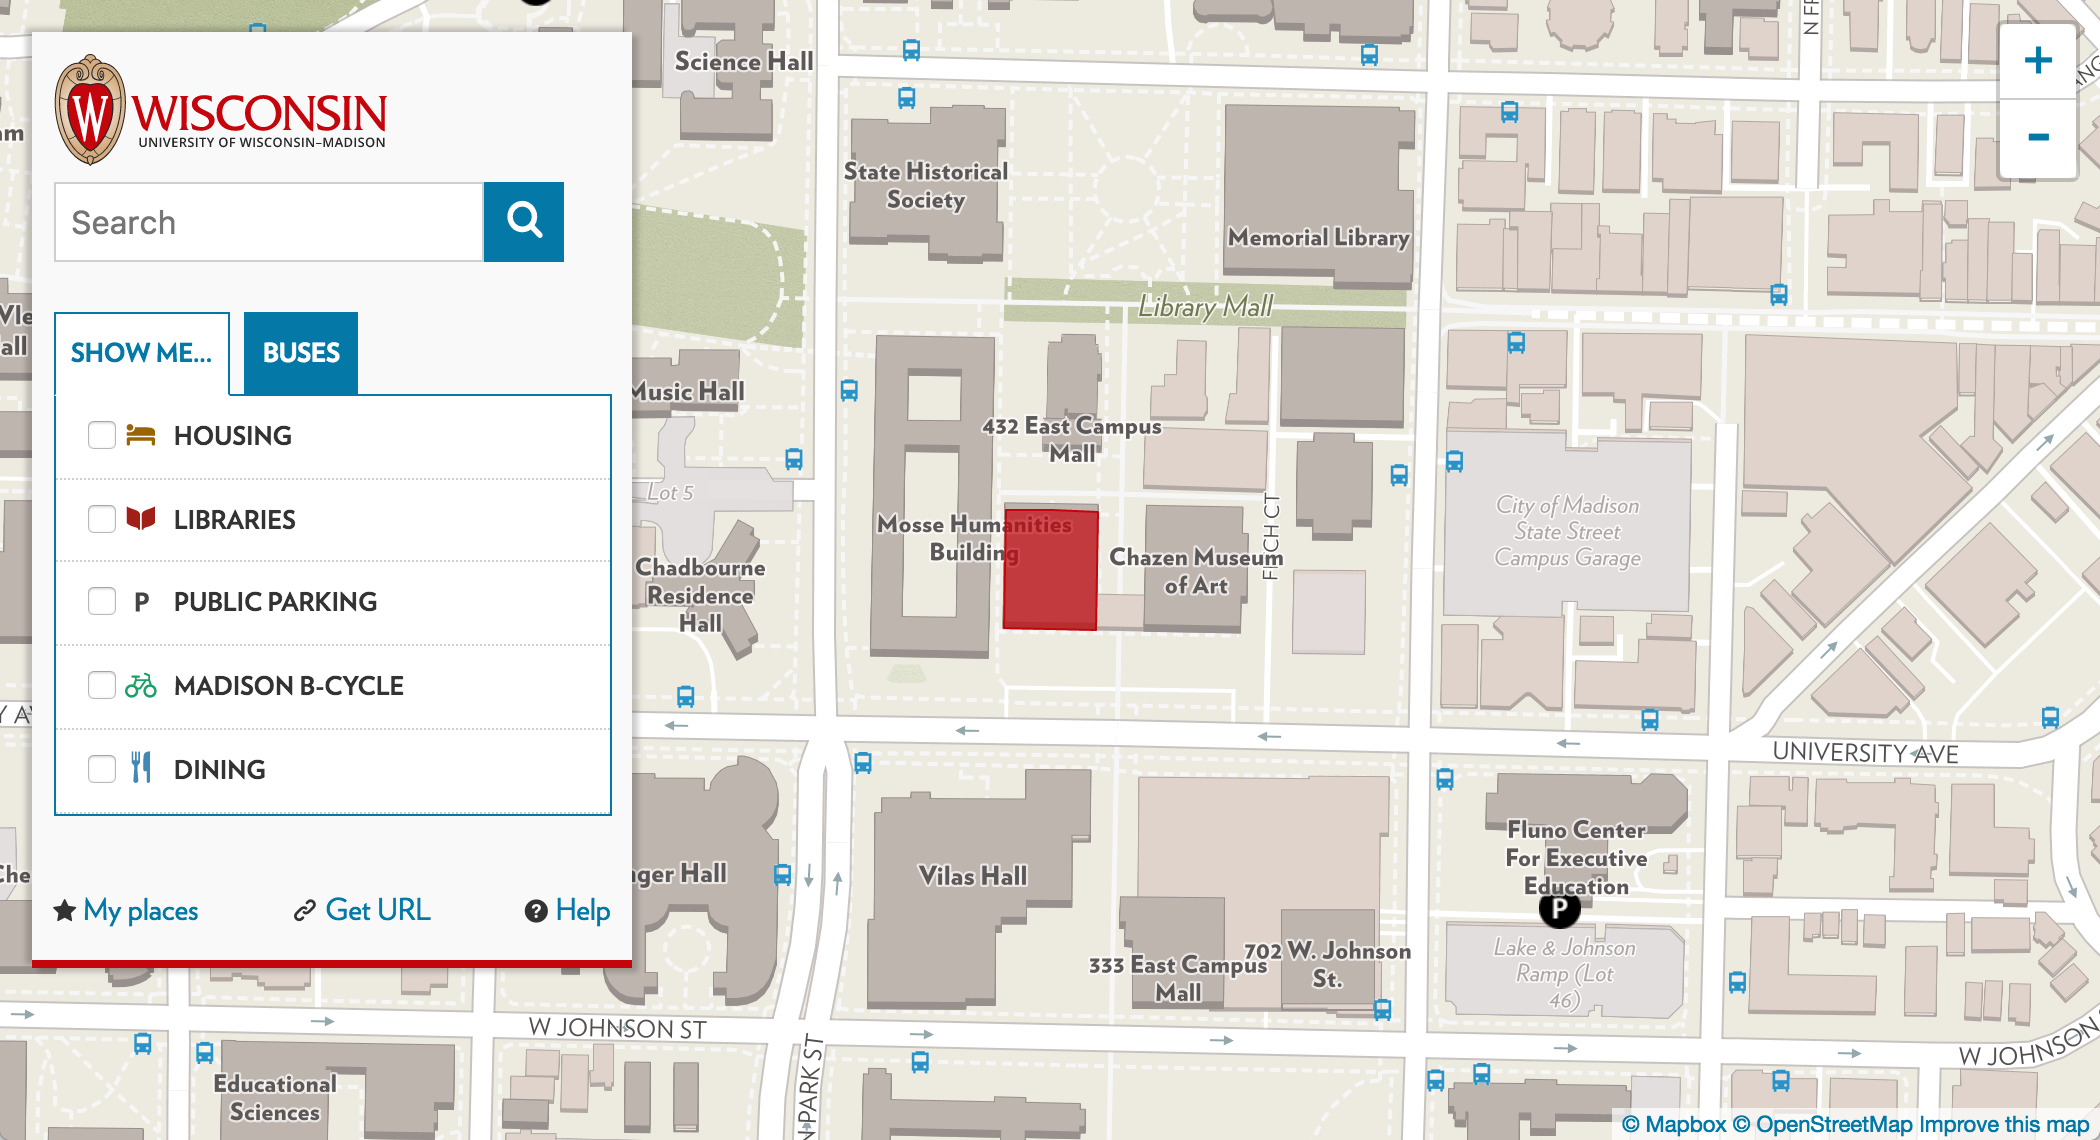 WISCONSIN
UNIVERSITY OF WISCONSIN–MADISON
Search
SHOW ME...
BUSES
HOUSING
LIBRARIES
P PUBLIC PARKING
MADISON B-CYCLE
DINING
My places
Get URL
? Help
+
-
Science Hall
State Historical
Society
Memorial Library
Library Mall
Music Hall
432 East Campus
Mall
Lot 5
Mosse Humanities
Building
Chadbourne
Residence
Hall
Chazen Museum
of Art
City of Madison
State Street
Campus Garage
UNIVERSITY AVE
Vilas Hall
Fluno Center
For Executive
Education
P
333 East Campus
Mall
702 W. Johnson
St.
Lake & Johnson
Ramp (Lot
46)
W JOHNSON ST
N PARK ST
W JOHNSON
Educational
Sciences
© Mapbox © OpenStreetMap Improve this map